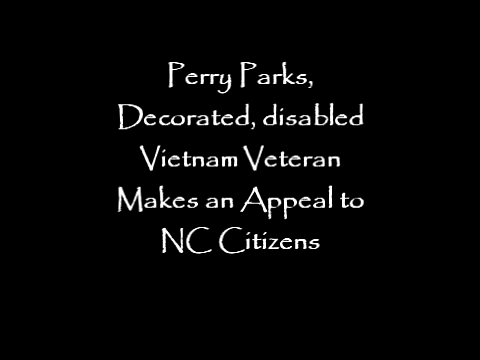 Perry Parks,
Decorated, disabled
Vietnam Veteran
Makes an Appeal to
NC Citizens